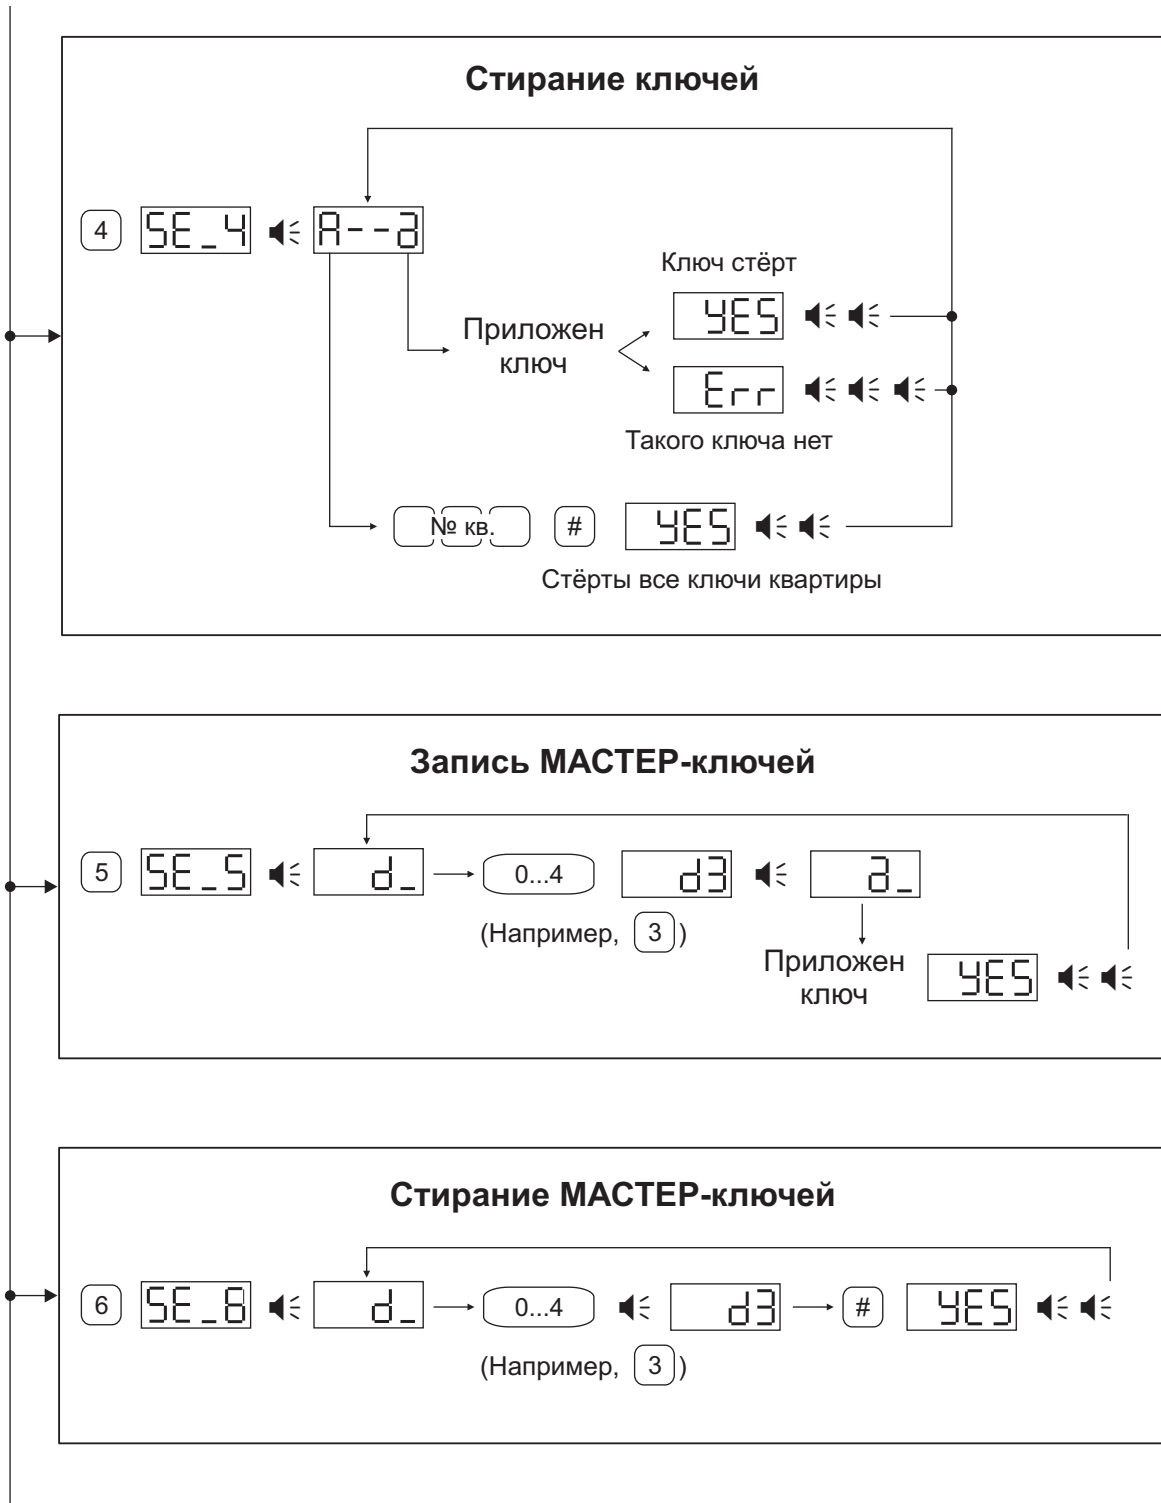 Стирание ключей
4 SE_4 A--a
Ключ стёрт
YES
Приложен
ключ
Err
Такого ключа нет
№ кв. # YES
Стёрты все ключи квартиры
Запись МАСТЕР-ключей
5 SE_5 d_ 0...4 d3 a_
(Например, 3)
Приложен
ключ
YES
Стирание МАСТЕР-ключей
6 SE_6 d_ 0...4 d3 # YES
(Например, 3)